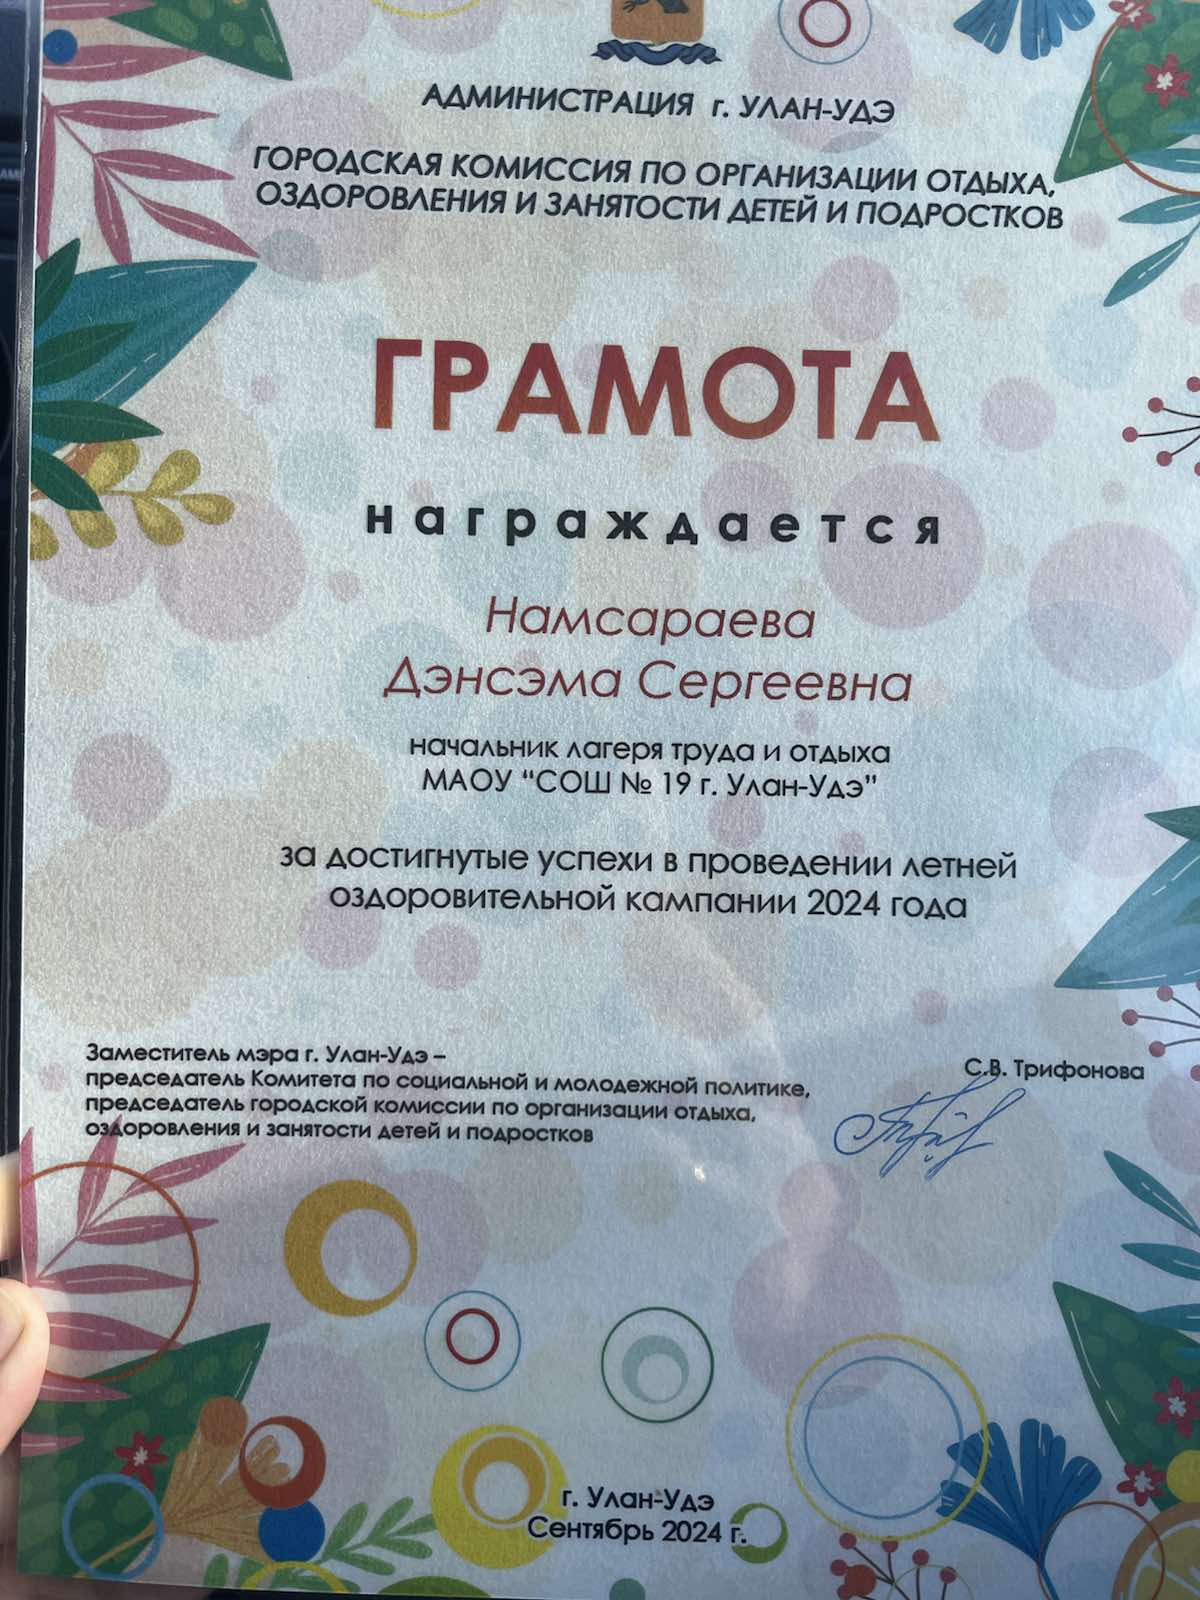 АДМИНИСТРАЦИЯ г. УЛАН-УДЭ
ГОРОДСКАЯ КОМИССИЯ ПО ОРГАНИЗАЦИИ ОТДЫХА,
ОЗДОРОВЛЕНИЯ И ЗАНЯТОСТИ ДЕТЕЙ И ПОДРОСТКОВ
ГРАМОТА
награждается
Намсараева
Дэнсэма Сергеевна
начальник лагеря труда и отдыха
МАОУ “СОШ № 19 г. Улан-Удэ”
за достигнутые успехи в проведении летней
оздоровительной кампании 2024 года
Заместитель мэра г. Улан-Удэ –
председатель Комитета по социальной и молодежной политике,
председатель городской комиссии по организации отдыха,
оздоровления и занятости детей и подростков
С.В. Трифонова
г. Улан-Удэ
Сентябрь 2024 г.